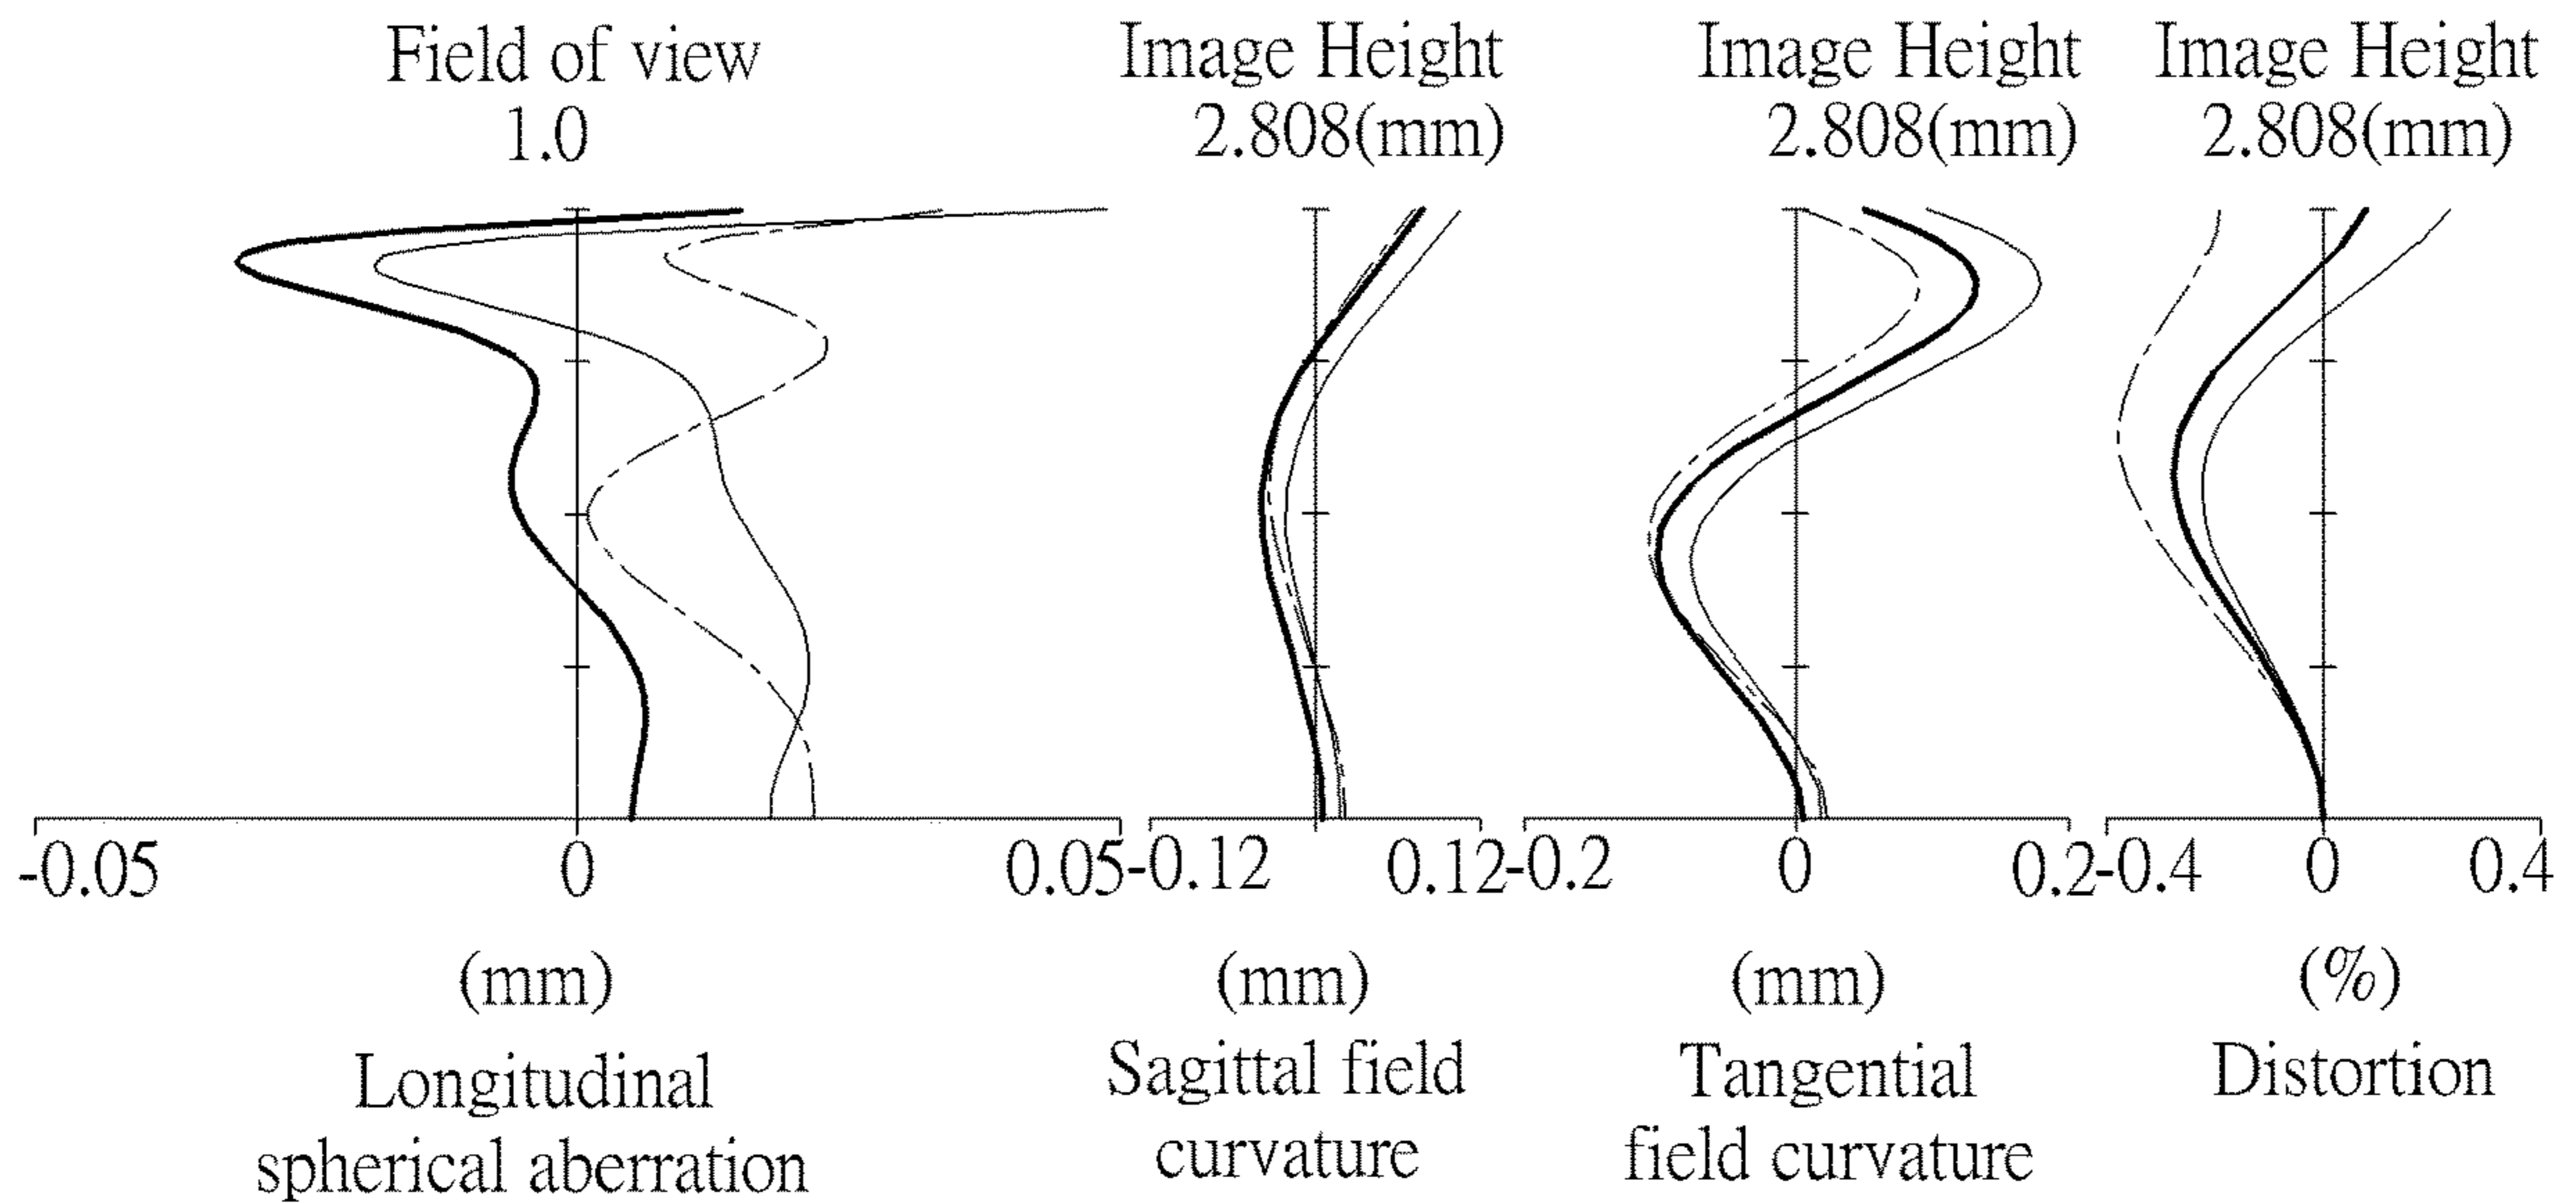 Field of view
1.0
-0.05
0
0.05
(mm)
Longitudinal
spherical aberration
Image Height
2.808(mm)
-0.12
0.12
(mm)
Sagittal field
curvature
Image Height
2.808(mm)
-0.2
0
0.2
(mm)
Tangential
field curvature
Image Height
2.808(mm)
-0.4
0
0.4
(%)
Distortion